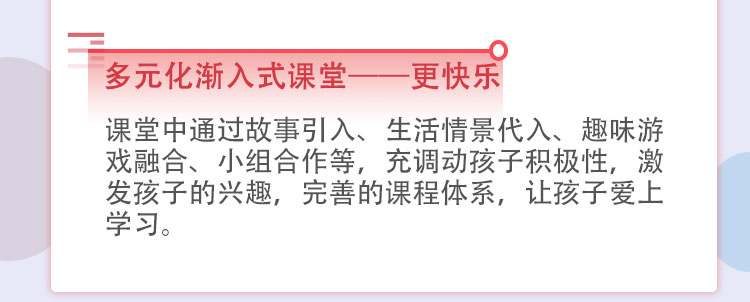 多元化渐入式课堂——更快乐
课堂中通过故事引入、生活情景代入、趣味游
戏融合、小组合作等，充调动孩子积极性，激
发孩子的兴趣，完善的课程体系，让孩子爱上
学习。